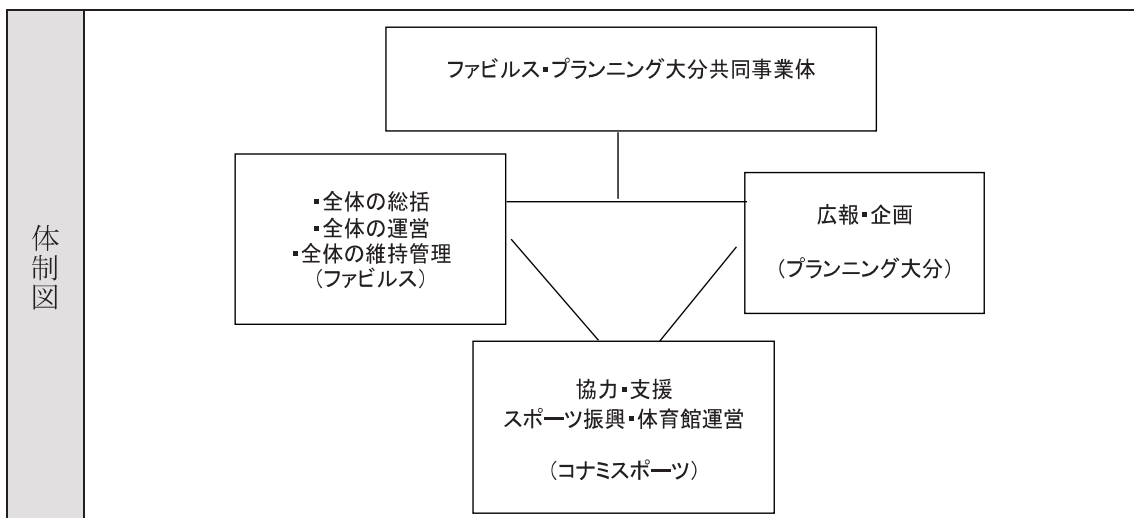 体制図
ファビルス・プランニング大分共同事業体
・全体の総括
・全体の運営
・全体の維持管理
(ファビルス)
広報・企画
(プランニング大分)
協力・支援
スポーツ振興・体育館運営
(コナミスポーツ)